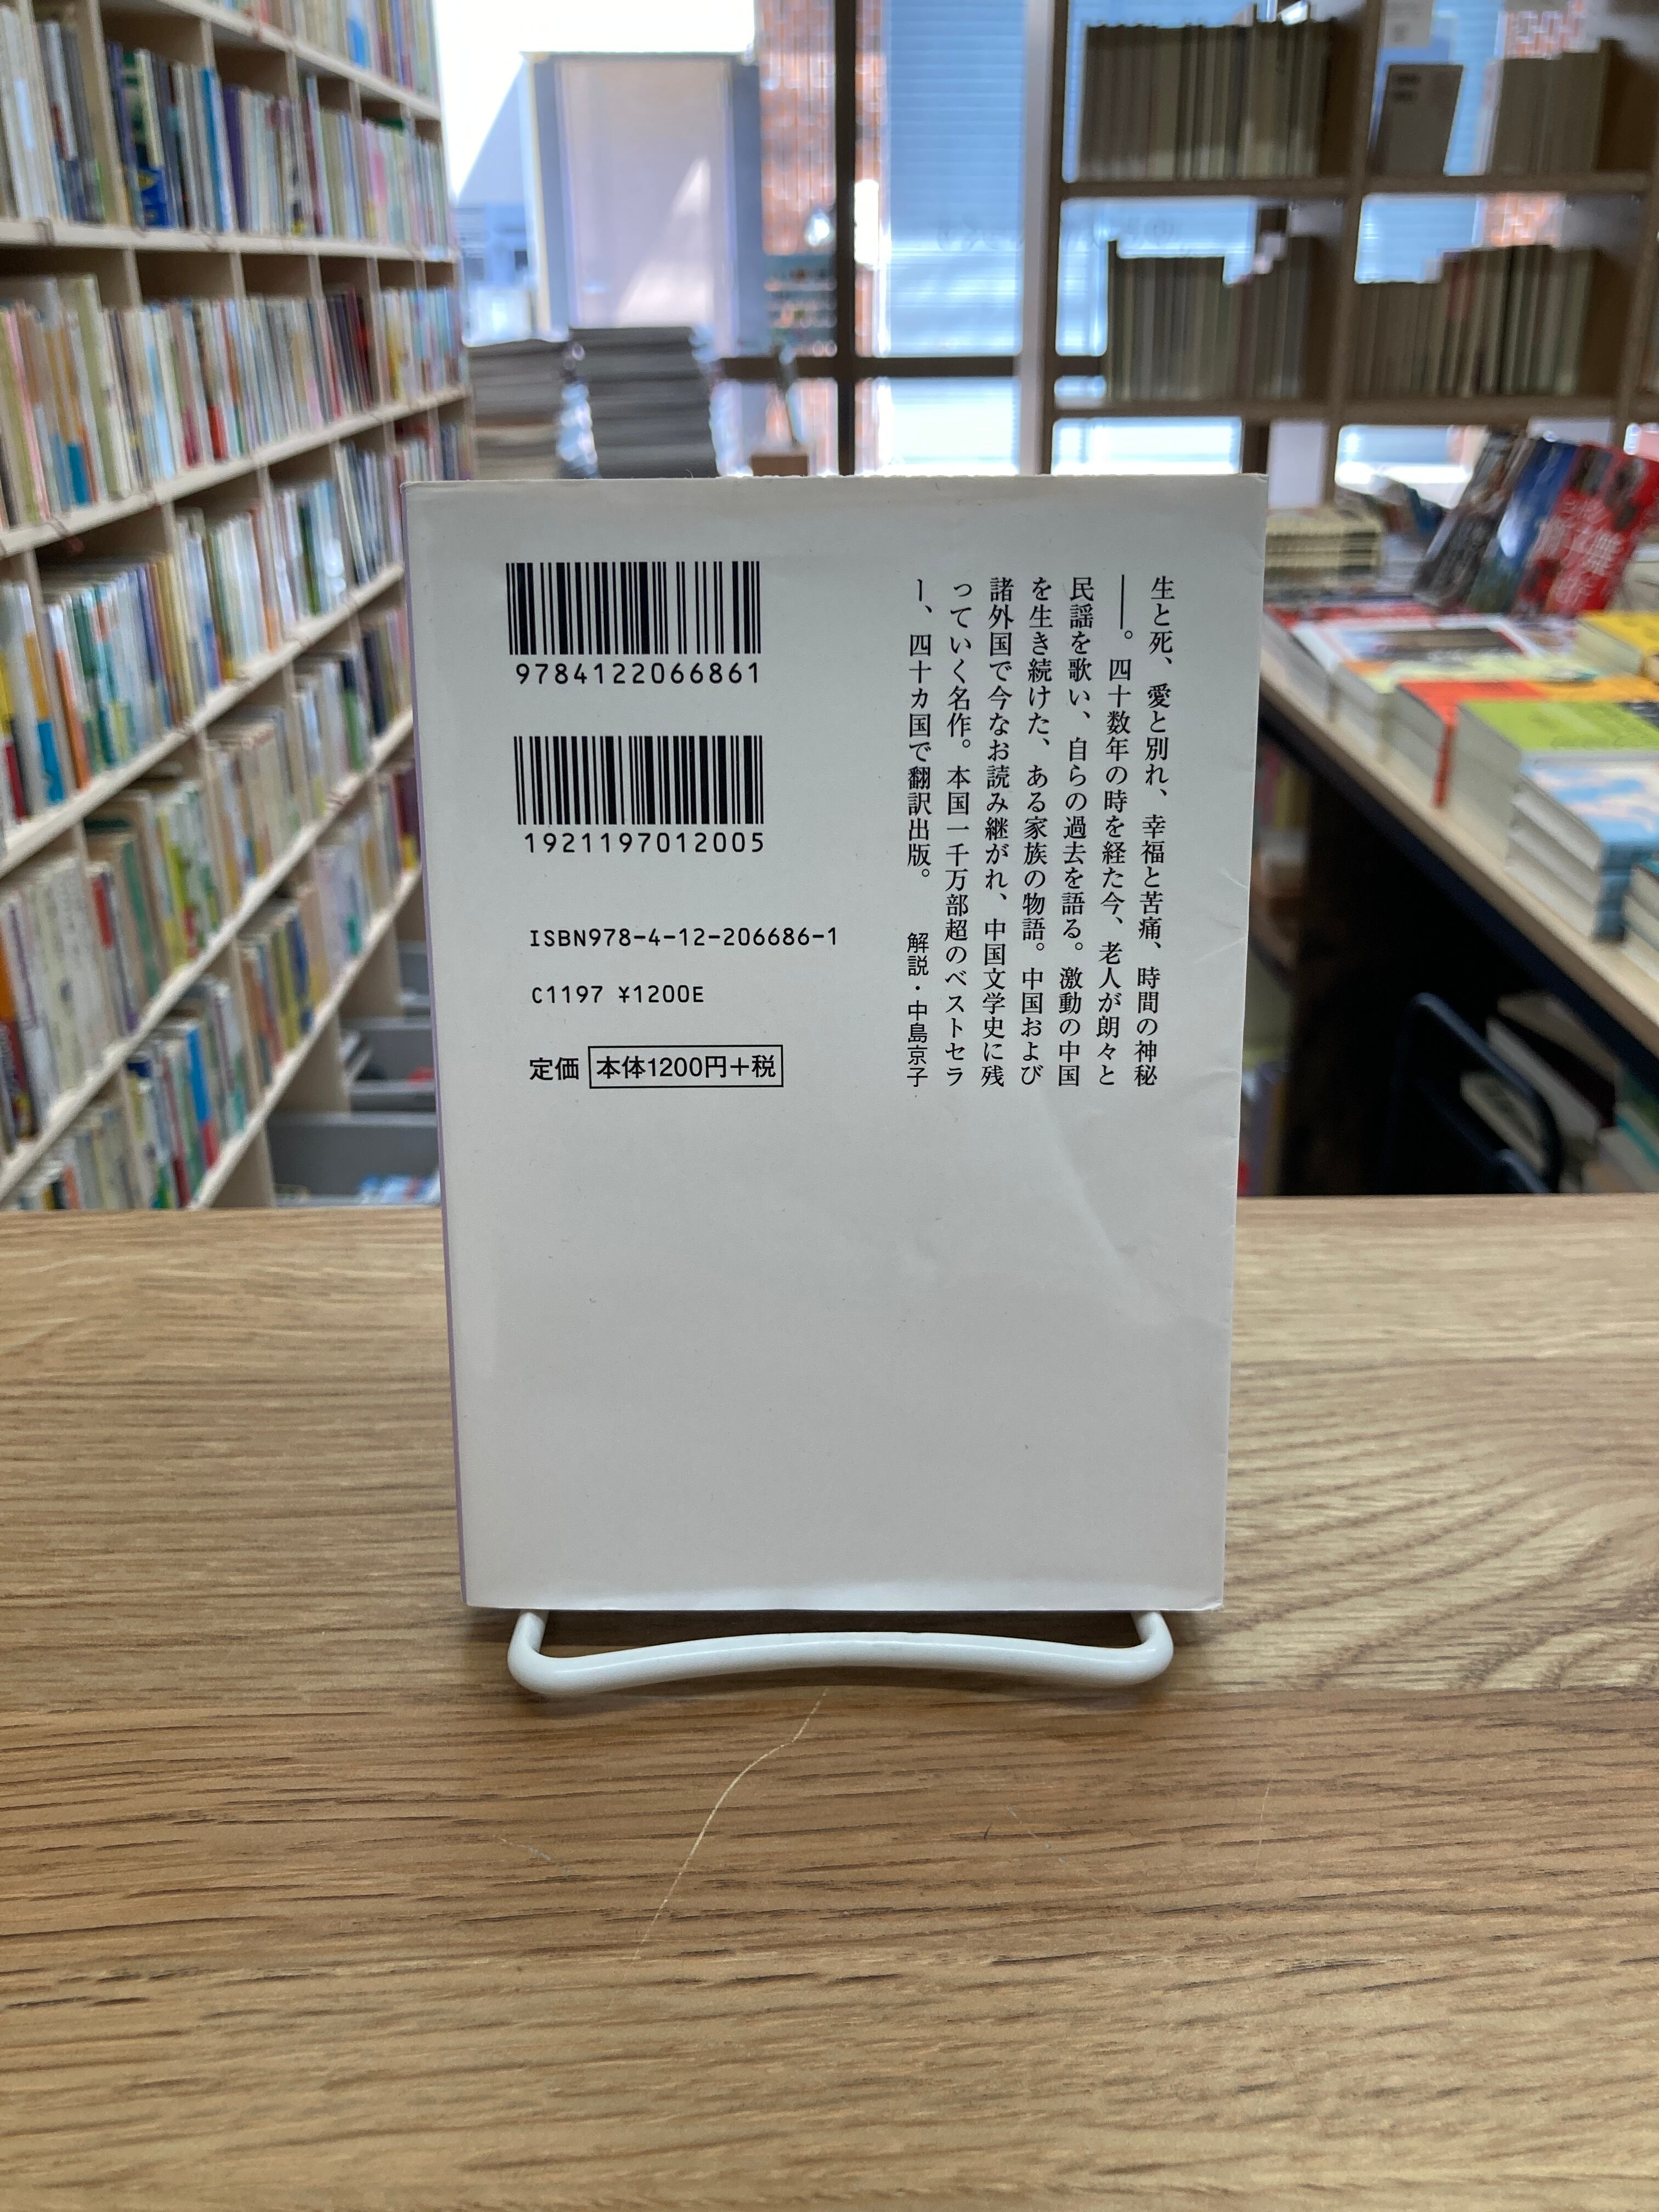 生と死、愛と別れ、幸福と苦痛、時間の神秘
――。四十数年の時を経た今、老人が朗々と
民謡を歌い、自らの過去を語る。激動の中国
を生き続けた、ある家族の物語。中国および
諸外国で今なお読み継がれ、中国文学史に残
っていく名作。本国一千万部超のベストセラ
ー、四十カ国で翻訳出版。 解説・中島京子
9784122066861
1921197012005
ISBN978-4-12-206686-1
C1197 ¥1200E
定価 本体1200円+税